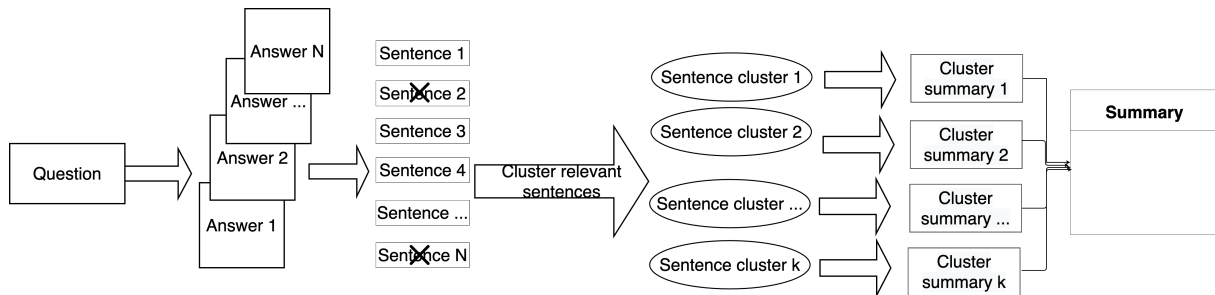 Question
Answer N
Answer ...
Answer 2
Answer 1
Sentence 1
Sentence 2
Sentence 3
Sentence 4
Sentence ...
Sentence N
Cluster relevant
sentences
Sentence cluster 1
Sentence cluster 2
Sentence cluster ...
Sentence cluster k
Cluster
summary 1
Cluster
summary 2
Cluster
summary ...
Cluster
summary k
Summary